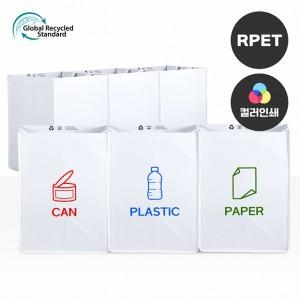 Global Recycled
Standard
RPET
컬러인쇄
CAN
PLASTIC
PAPER